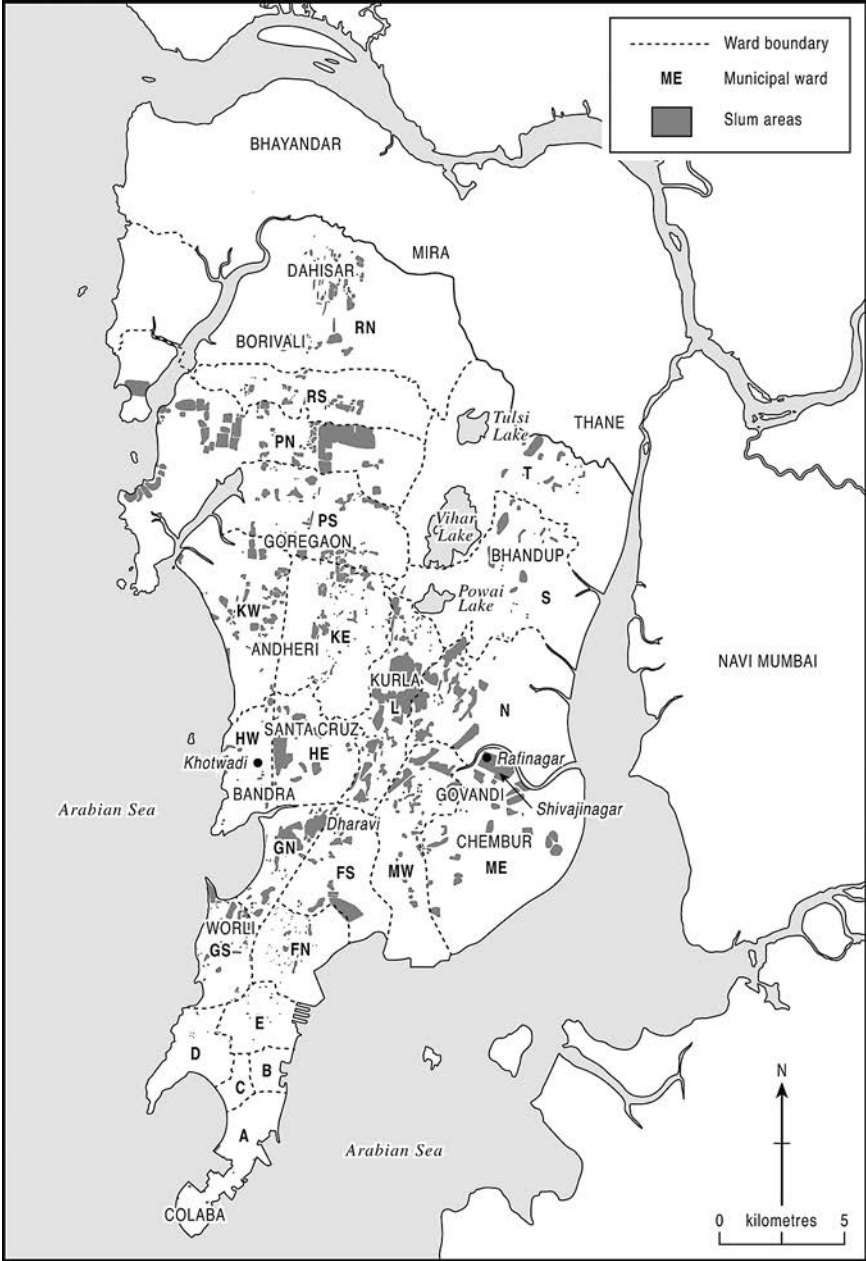 Ward boundary
ME Municipal ward
Slum areas
BHAYANDAR
MIRA
DAHISAR
RN
BORIVALI
RS
Tulsi
Lake
THANE
PN
T
Vihar
Lake
PS
GOREGAON
BHANDUP
Powai
Lake
S
KW
KE
ANDHERI
KURLA
L
NAVI MUMBAI
N
HW
SANTA CRUZ
HE
Khotwadi
Rafinagar
BANDRA
GOVANDI
Shivajinagar
Arabian Sea
Dharavi
CHEMBUR
GN
FS
MW
ME
WORLI
GS
FN
E
D
B
C
A
N
Arabian Sea
COLABA
0 kilometres 5